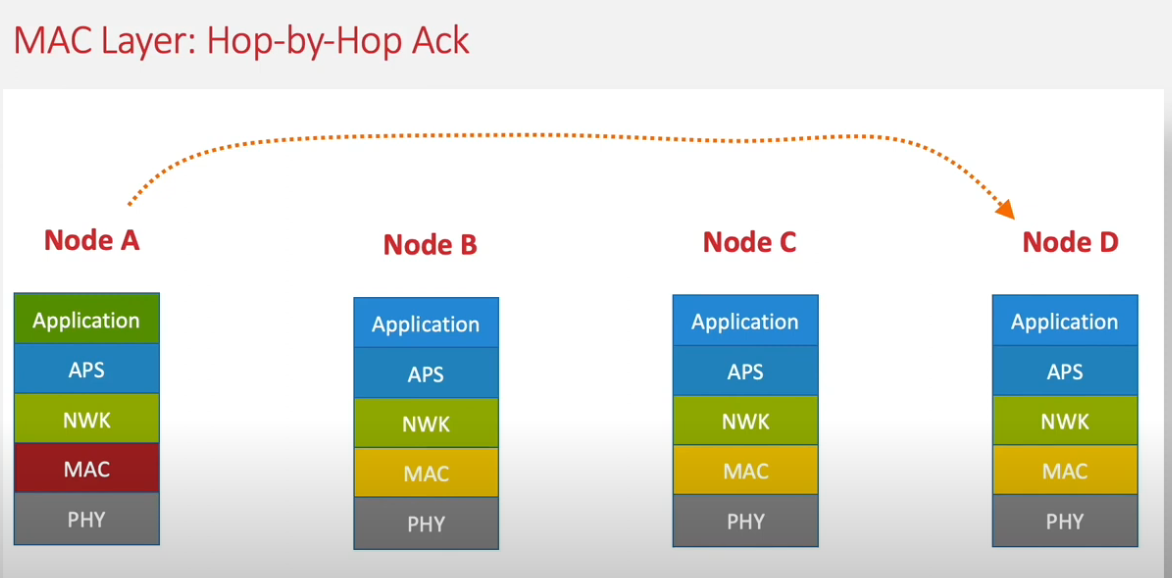 MAC Layer: Hop-by-Hop Ack
Node A
Node B
Node C
Node D
Application
APS
NWK
MAC
PHY
Application
APS
NWK
MAC
PHY
Application
APS
NWK
MAC
PHY
Application
APS
NWK
MAC
PHY